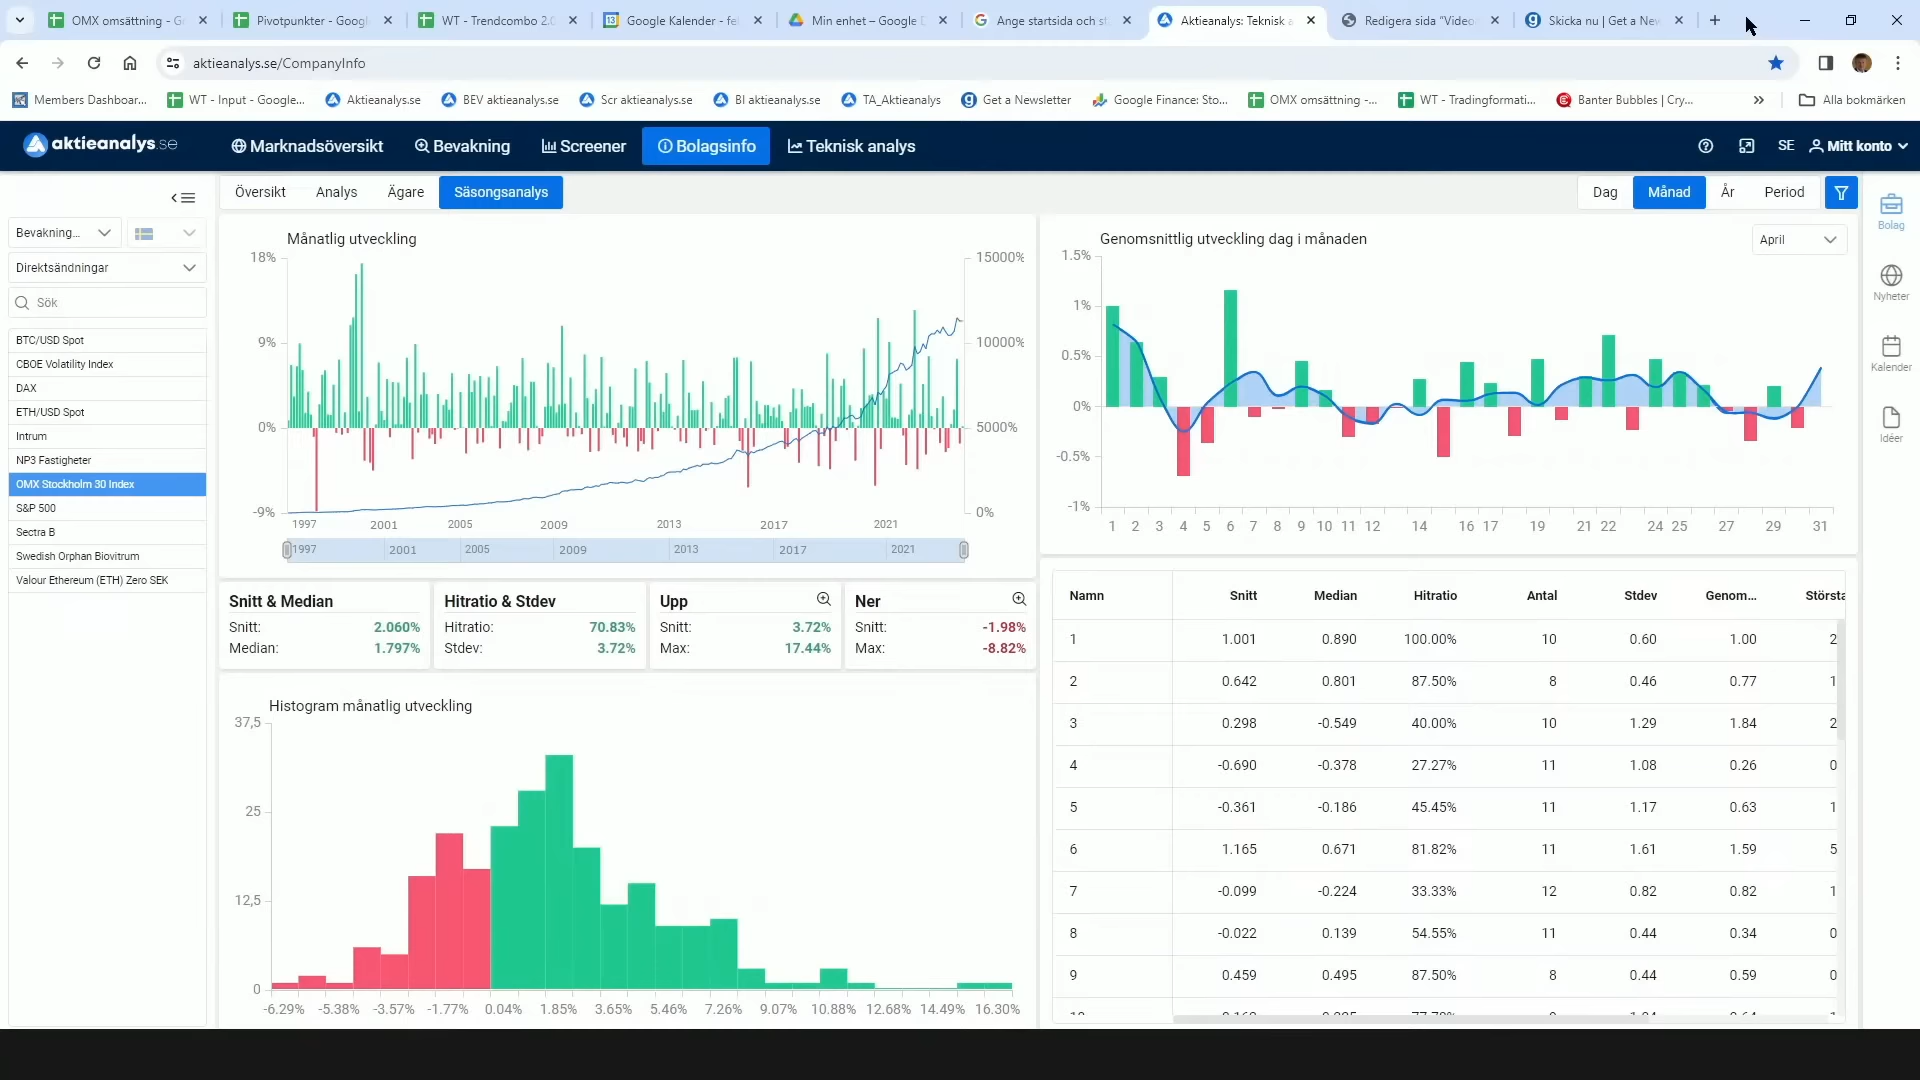 OMX omsättning - G
Pivotpunkter - Googl
WT - Trendcombo 2.0
Google Kalender - fe
Min enhet – Google D
Ange startsida och st
Aktieanalys: Teknisk a
Redigera sida "Video
Skicka nu | Get a New
aktieanalys.se/CompanyInfo
Members Dashboar...
WT - Input - Google...
Aktieanalys.se
BEV aktieanalys.se
Scr aktieanalys.se
BI aktieanalys.se
TA_Aktieanalys
Get a Newsletter
Google Finance: Sto...
OMX omsättning -...
WT - Tradingformati...
Banter Bubbles | Cry...
Alla bokmärken
aktieanalys.se
Marknadsöversikt
Bevakning
Screener
Bolagsinfo
Teknisk analys
SE
Mitt konto
Översikt
Analys
Ägare
Säsongsanalys
Dag
Månad
År
Period
Bevakning...
Direktsändningar
Sök
BTC/USD Spot
CBOE Volatility Index
DAX
ETH/USD Spot
Intrum
NP3 Fastigheter
OMX Stockholm 30 Index
S&P 500
Sectra B
Swedish Orphan Biovitrum
Valour Ethereum (ETH) Zero SEK
Månatlig utveckling
18%
9%
0%
-9%
15000%
10000%
5000%
0%
1997 2001 2005 2009 2013 2017 2021
1997 2001 2005 2009 2013 2017 2021
Snitt & Median
Snitt: 2.060%
Median: 1.797%
Hitratio & Stdev
Hitratio: 70.83%
Stdev: 3.72%
Upp
Snitt: 3.72%
Max: 17.44%
Ner
Snitt: -1.98%
Max: -8.82%
Histogram månatlig utveckling
37,5
25
12,5
0
-6.29% -5.38% -3.57% -1.77% 0.04% 1.85% 3.65% 5.46% 7.26% 9.07% 10.88% 12.68% 14.49% 16.30%
Genomsnittlig utveckling dag i månaden
April
1.5%
1%
0.5%
0%
-0.5%
-1%
1 2 3 4 5 6 7 8 9 10 11 12 14 16 17 19 21 22 24 25 27 29 31
Namn Snitt Median Hitratio Antal Stdev Genom... Största
1 1.001 0.890 100.00% 10 0.60 1.00 2
2 0.642 0.801 87.50% 8 0.46 0.77 1
3 0.298 -0.549 40.00% 10 1.29 1.84 2
4 -0.690 -0.378 27.27% 11 1.08 0.26 0
5 -0.361 -0.186 45.45% 11 1.17 0.63 1
6 1.165 0.671 81.82% 11 1.61 1.59 5
7 -0.099 -0.224 33.33% 12 0.82 0.82 1
8 -0.022 0.139 54.55% 11 0.44 0.34 0
9 0.459 0.495 87.50% 8 0.44 0.59 0
Bolag
Nyheter
Kalender
Idéer